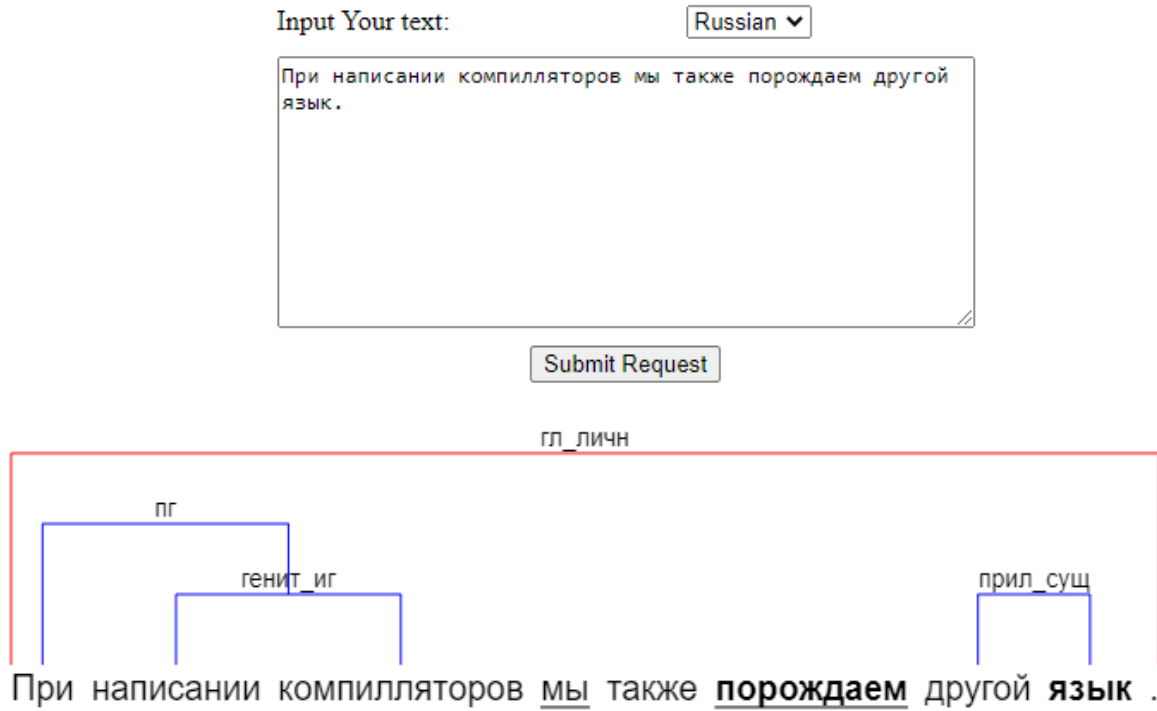 Input Your text:
Russian
При написании компилляторов мы также порождаем другой
язык.
Submit Request
гл_личн
пг
генит_иг
прил_сущ
При написании компилляторов мы также порождаем другой язык .